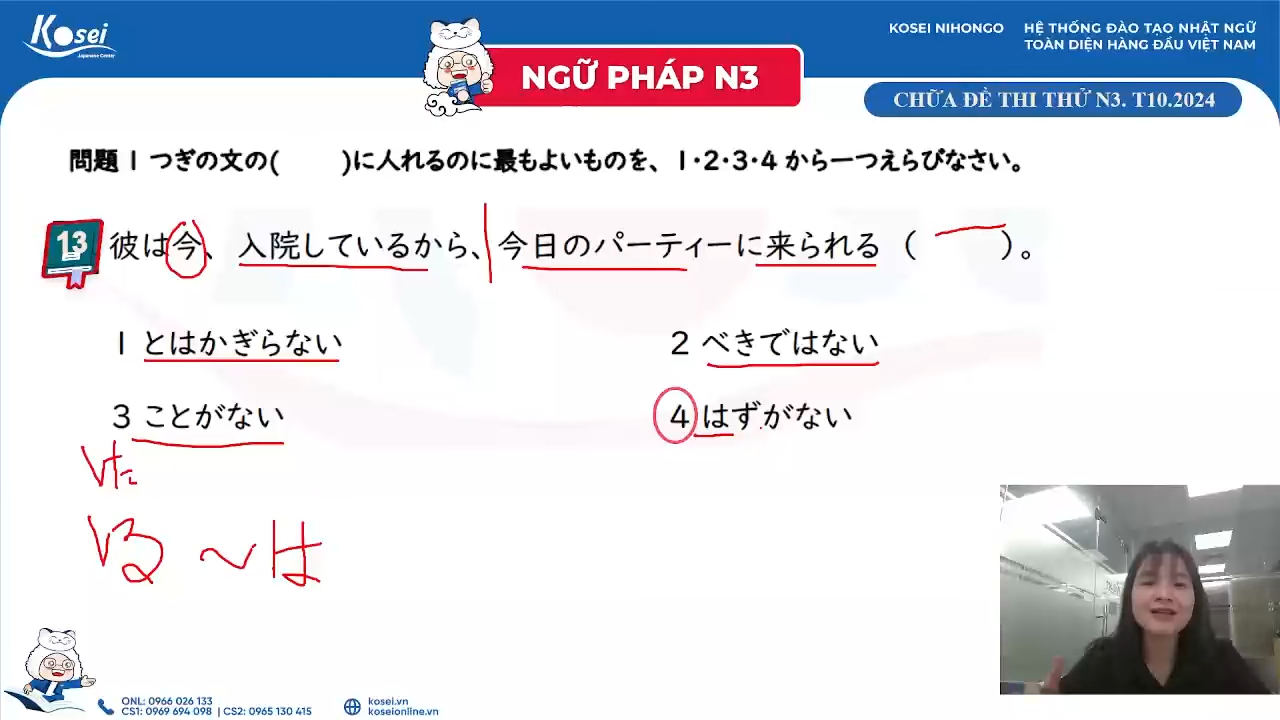 Kosei
Japanese Center
NGỮ PHÁP N3
KOSEI NIHONGO
HỆ THỐNG ĐÀO TẠO NHẬT NGỮ
TOÀN DIỆN HÀNG ĐẦU VIỆT NAM
CHỮA ĐỀ THI THỬ N3. T10.2024
問題1 つぎの文の( )に入れるのに最もよいものを、1・2・3・4 から一つえらびなさい。
13 彼は今、入院しているから、今日のパーティーに来られる ( )。
1 とはかぎらない
2 べきではない
3 ことがない
4 はずがない
Vた
Vる ~は
ONL: 0966 026 133
CS1: 0969 694 098 | CS2: 0965 130 415
kosei.vn
koseionline.vn